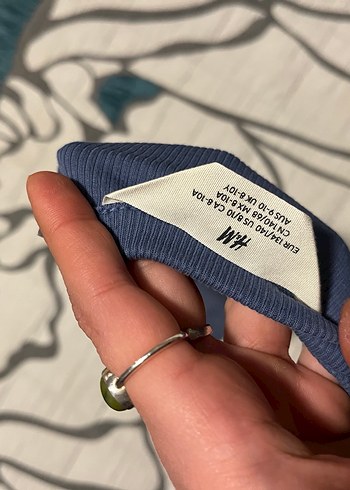 H&M
EUR 134/140 US 8/10 CA 8-10A
CN 140/68 MX 8-10A
AUS 9-10 UK 8-10Y